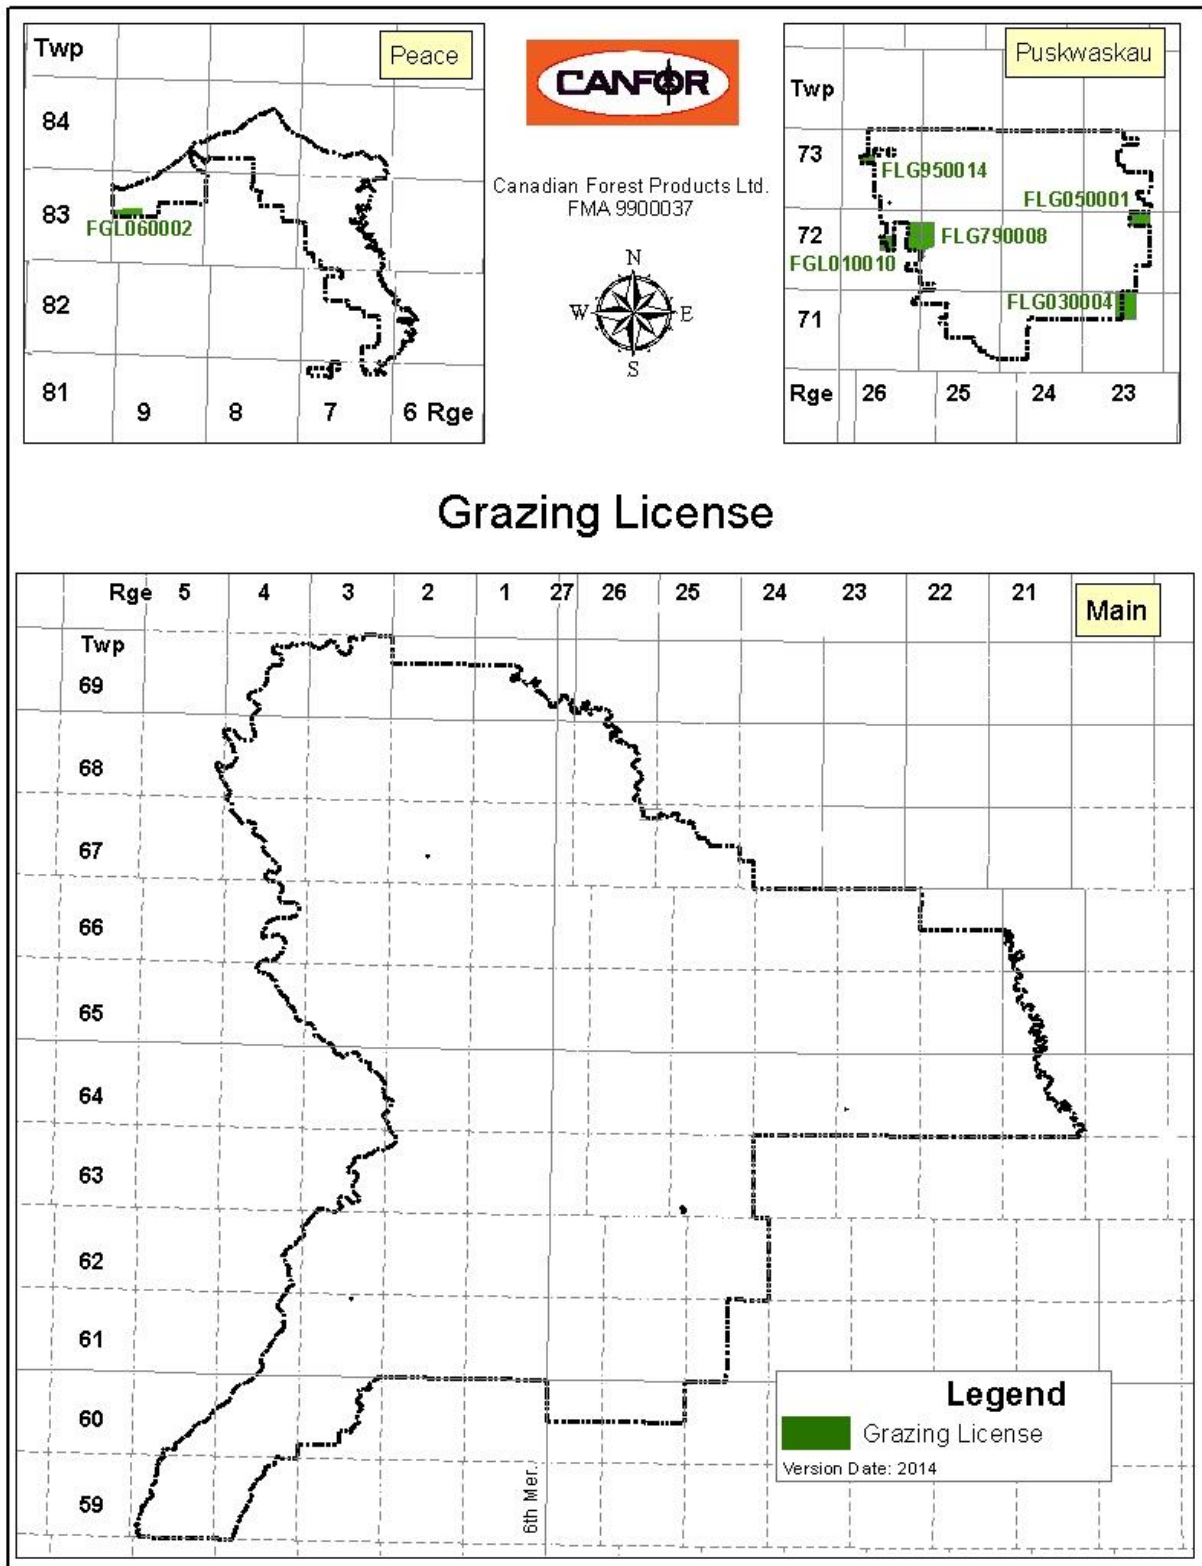 Twp
Peace
84
83
FGL060002
82
81
9 8 7 6 Rge
CANFOR
Canadian Forest Products Ltd.
FMA 9900037
N
W E
S
Puskwaskau
Twp
73
FLG950014
FLG050001
72
FLG790008
FGL010010
FLG030004
71
Rge 26 25 24 23
Grazing License
Rge 5 4 3 2 1 27 26 25 24 23 22 21
Main
Twp
69
68
67
66
65
64
63
62
61
60
59
6th Mer.
Legend
Grazing License
Version Date: 2014